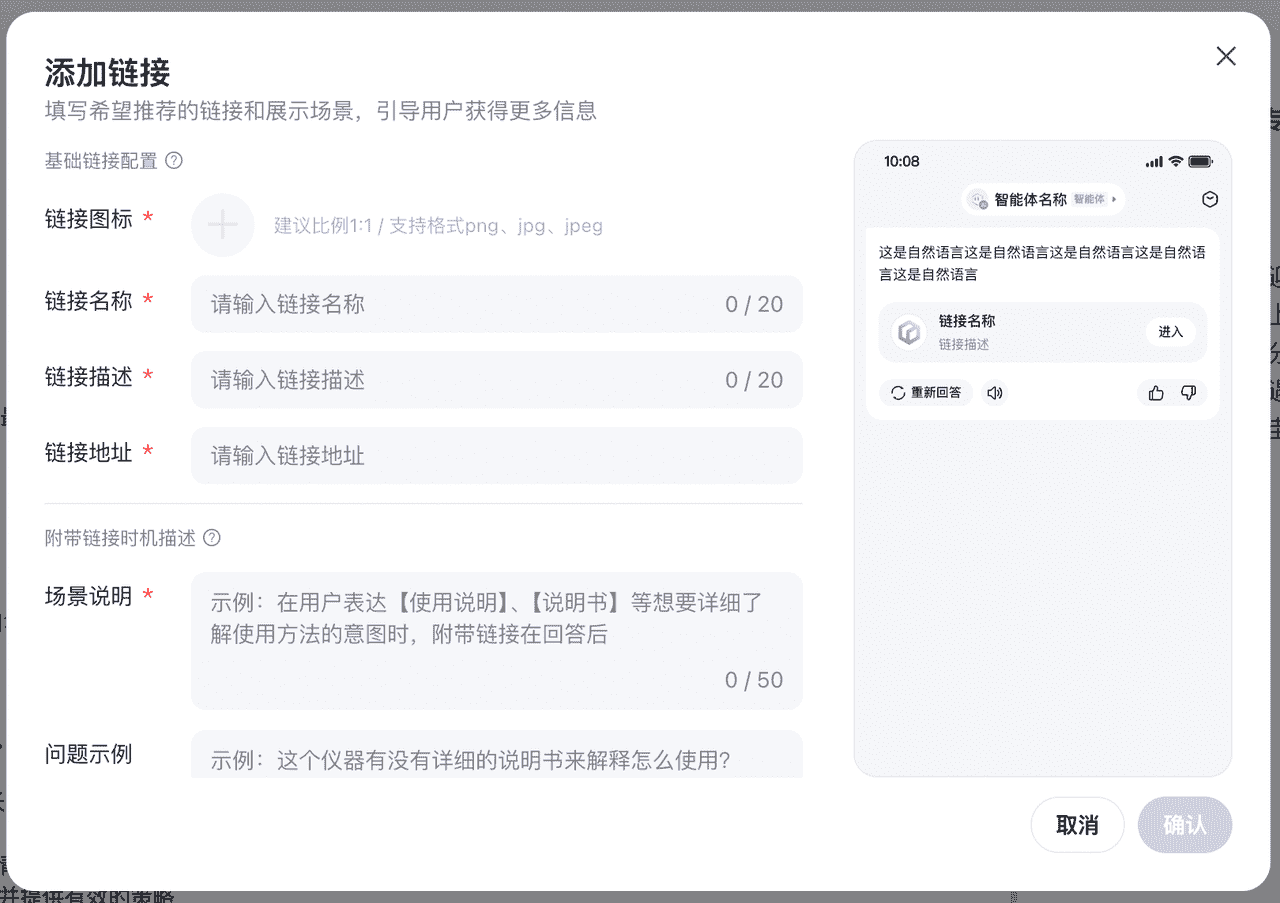 添加链接
填写希望推荐的链接和展示场景，引导用户获得更多信息
基础链接配置 ?
链接图标 *
建议比例1:1 / 支持格式png、jpg、jpeg
链接名称 *
请输入链接名称 0 / 20
链接描述 *
请输入链接描述 0 / 20
链接地址 *
请输入链接地址
附带链接时机描述 ?
场景说明 *
示例：在用户表达【使用说明】、【说明书】等想要详细了
解使用方法的意图时，附带链接在回答后
0 / 50
问题示例
示例：这个仪器有没有详细的说明书来解释怎么使用?
10:08
智能体名称 智能体
这是自然语言这是自然语言这是自然语言这是自然语
言这是自然语言
链接名称
链接描述
进入
重新回答
取消
确认
并提供有效的策略